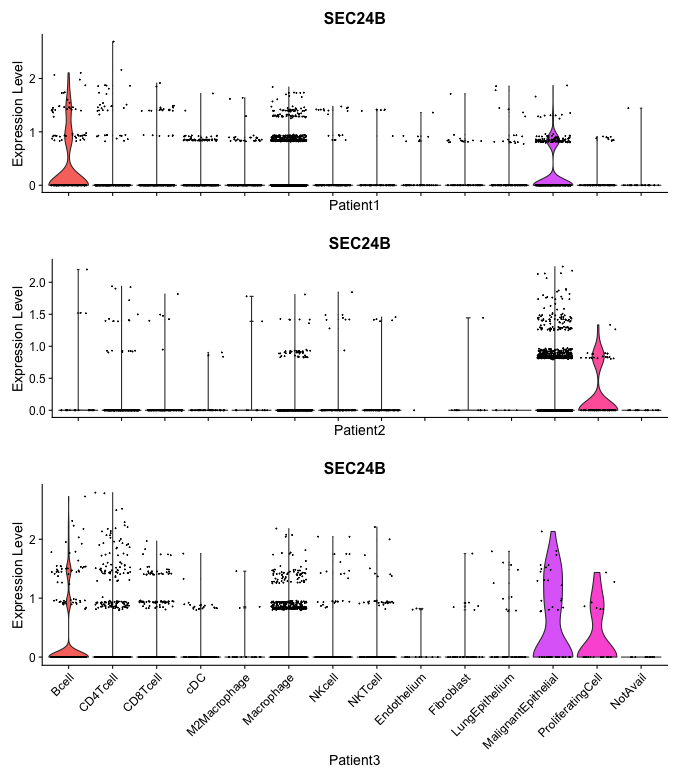 SEC24B
Expression Level
2
1
0
Patient1
SEC24B
Expression Level
2.0
1.5
1.0
0.5
0.0
Patient2
SEC24B
Expression Level
2
1
0
Bcell
CD4Tcell
CD8Tcell
cDC
M2Macrophage
Macrophage
NKcell
NKTcell
Endothelium
Fibroblast
LungEpithelium
MalignantEpithelial
ProliferatingCell
NotAvail
Patient3